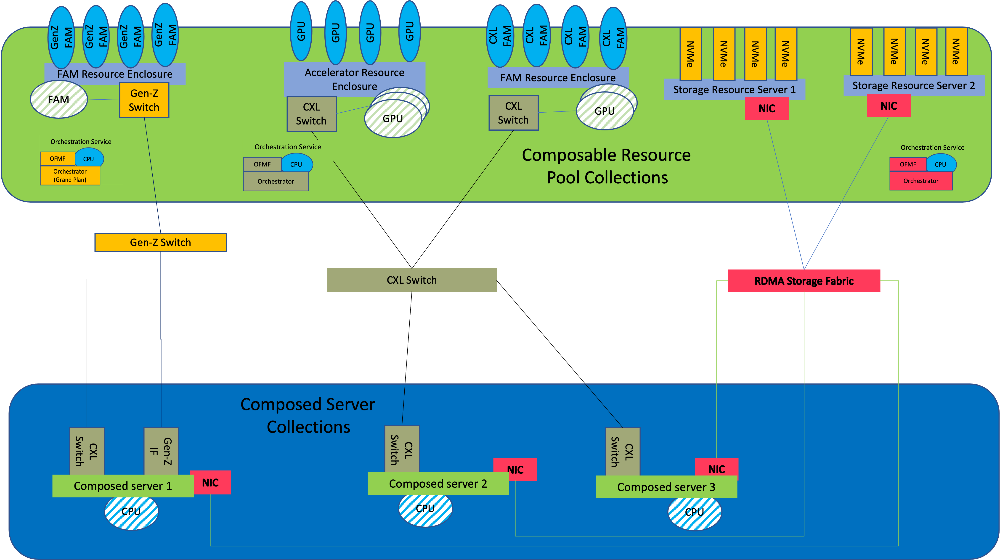 GenZ
FAM
GenZ
FAM
GenZ
FAM
GenZ
FAM
GPU
GPU
GPU
GPU
CXL
FAM
CXL
FAM
CXL
FAM
CXL
FAM
NVMe
NVMe
NVMe
NVMe
NVMe
NVMe
NVMe
NVMe
FAM Resource Enclosure
Accelerator Resource
Enclosure
FAM Resource Enclosure
Storage Resource Server 1
Storage Resource Server 2
FAM
Gen-Z
Switch
CXL
Switch
GPU
CXL
Switch
GPU
NIC
NIC
Orchestration Service
OFMF
CPU
Orchestrator
(Grand Plan)
Orchestration Service
OFMF
CPU
Orchestrator
Composable Resource
Pool Collections
Orchestration Service
OFMF
CPU
Orchestrator
Gen-Z Switch
CXL Switch
RDMA Storage Fabric
Composed Server
Collections
CXL
Switch
Gen-Z
IF
NIC
Composed server 1
CPU
CXL
Switch
NIC
Composed server 2
CPU
CXL
Switch
NIC
Composed server 3
CPU